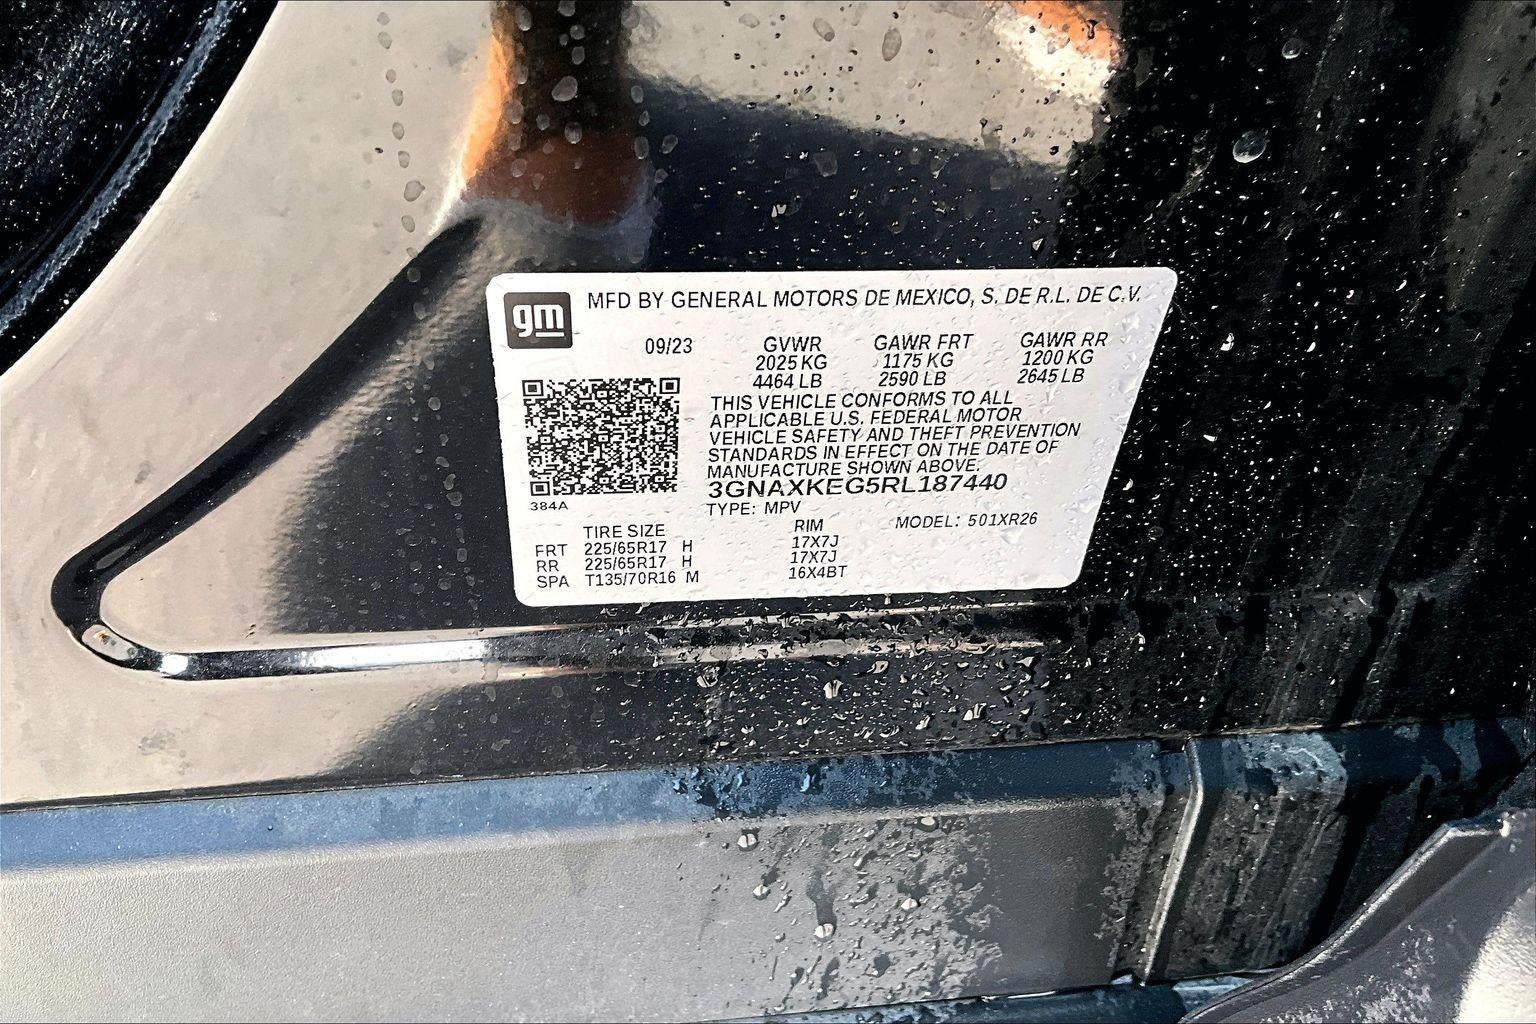 gm
MFD BY GENERAL MOTORS DE MEXICO, S. DE R.L. DE C.V.
09/23 GVWR GAWR FRT GAWR RR
2025 KG 1175 KG 1200 KG
4464 LB 2590 LB 2645 LB
THIS VEHICLE CONFORMS TO ALL
APPLICABLE U.S. FEDERAL MOTOR
VEHICLE SAFETY AND THEFT PREVENTION
STANDARDS IN EFFECT ON THE DATE OF
MANUFACTURE SHOWN ABOVE.
3GNAXKEG5RL187440
384A
TYPE: MPV
MODEL: 501XR26
TIRE SIZE RIM
FRT 225/65R17 H 17X7J
RR 225/65R17 H 17X7J
SPA T135/70R16 M 16X4BT